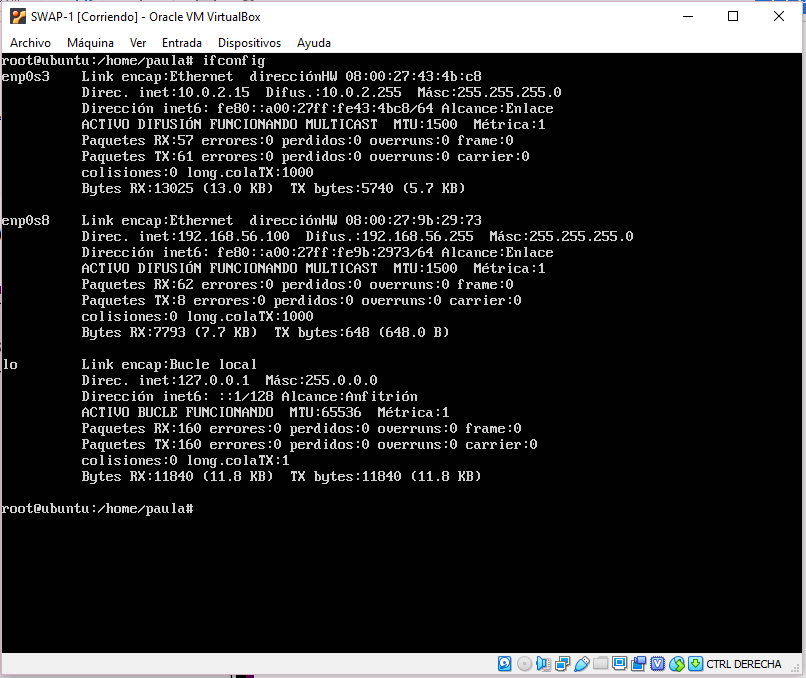 SWAP-1 [Corriendo] - Oracle VM VirtualBox
Archivo Máquina Ver Entrada Dispositivos Ayuda
root@ubuntu:/home/paula# ifconfig
enp0s3 Link encap:Ethernet direcciónHW 08:00:27:43:4b:c8
Direc. inet:10.0.2.15 Difus.:10.0.2.255 Másc:255.255.255.0
Dirección inet6: fe80::a00:27ff:fe43:4bc8/64 Alcance:Enlace
ACTIVO DIFUSIÓN FUNCIONANDO MULTICAST MTU:1500 Métrica:1
Paquetes RX:57 errores:0 perdidos:0 overruns:0 frame:0
Paquetes TX:61 errores:0 perdidos:0 overruns:0 carrier:0
colisiones:0 long.colaTX:1000
Bytes RX:13025 (13.0 KB) TX bytes:5740 (5.7 KB)
enp0s8 Link encap:Ethernet direcciónHW 08:00:27:9b:29:73
Direc. inet:192.168.56.100 Difus.:192.168.56.255 Másc:255.255.255.0
Dirección inet6: fe80::a00:27ff:fe9b:2973/64 Alcance:Enlace
ACTIVO DIFUSIÓN FUNCIONANDO MULTICAST MTU:1500 Métrica:1
Paquetes RX:62 errores:0 perdidos:0 overruns:0 frame:0
Paquetes TX:8 errores:0 perdidos:0 overruns:0 carrier:0
colisiones:0 long.colaTX:1000
Bytes RX:7793 (7.7 KB) TX bytes:648 (648.0 B)
lo Link encap:Bucle local
Direc. inet:127.0.0.1 Másc:255.0.0.0
Dirección inet6: ::1/128 Alcance:Anfitrión
ACTIVO BUCLE FUNCIONANDO MTU:65536 Métrica:1
Paquetes RX:160 errores:0 perdidos:0 overruns:0 frame:0
Paquetes TX:160 errores:0 perdidos:0 overruns:0 carrier:0
colisiones:0 long.colaTX:1
Bytes RX:11840 (11.8 KB) TX bytes:11840 (11.8 KB)
root@ubuntu:/home/paula#
CTRL DERECHA